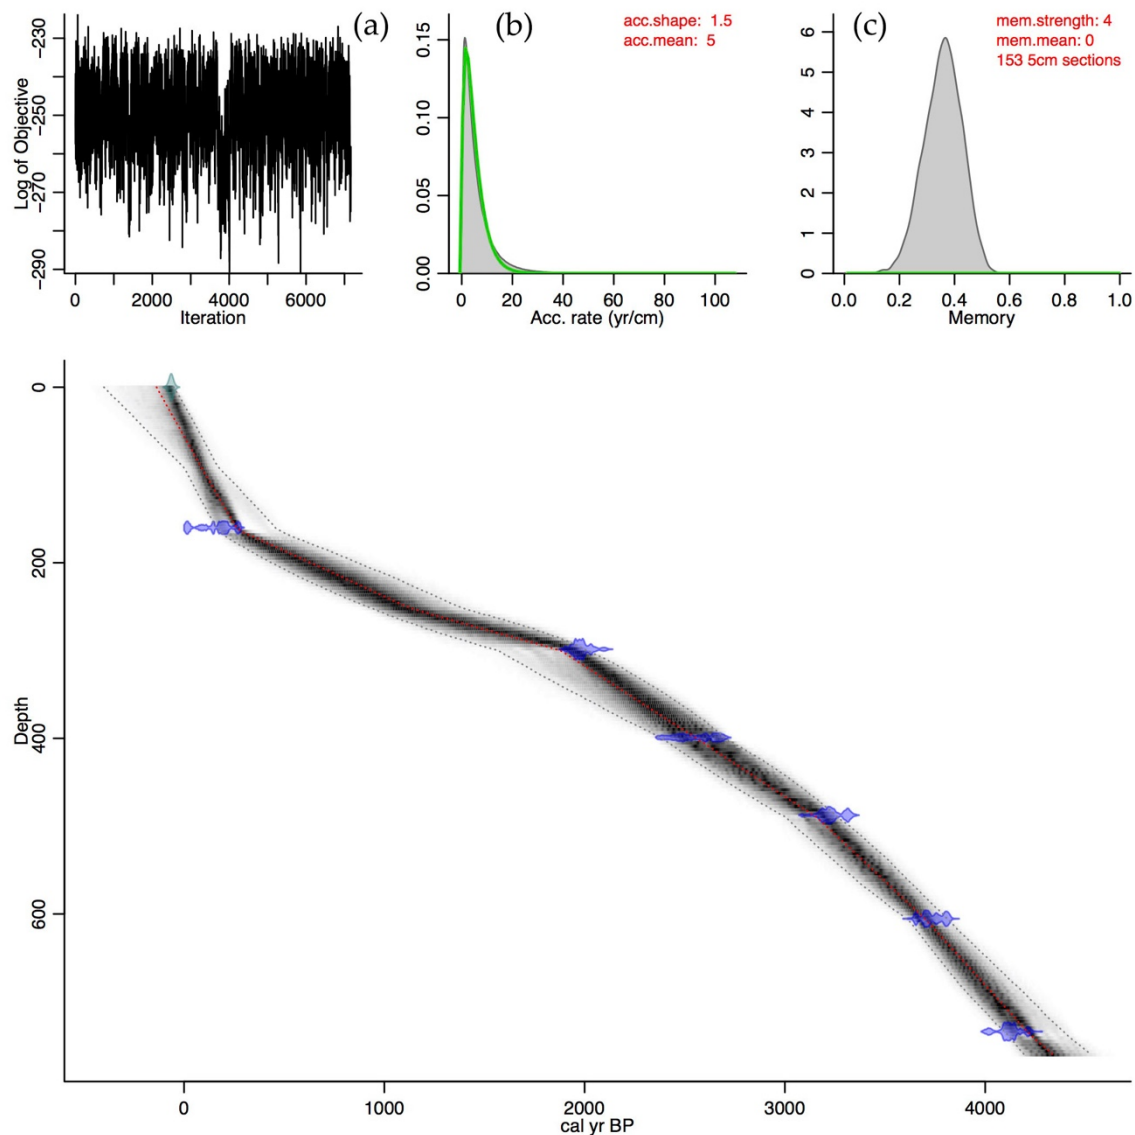 (a)
Log of Objective
−230
−250
−270
−290
0 2000 4000 6000
Iteration
(b)
acc.shape: 1.5
acc.mean: 5
0.15
0.10
0.05
0.00
0 20 40 60 80 100
Acc. rate (yr/cm)
(c)
mem.strength: 4
mem.mean: 0
153 5cm sections
6
5
4
3
2
1
0
0.0 0.2 0.4 0.6 0.8 1.0
Memory
Depth
0
200
400
600
0 1000 2000 3000 4000
cal yr BP